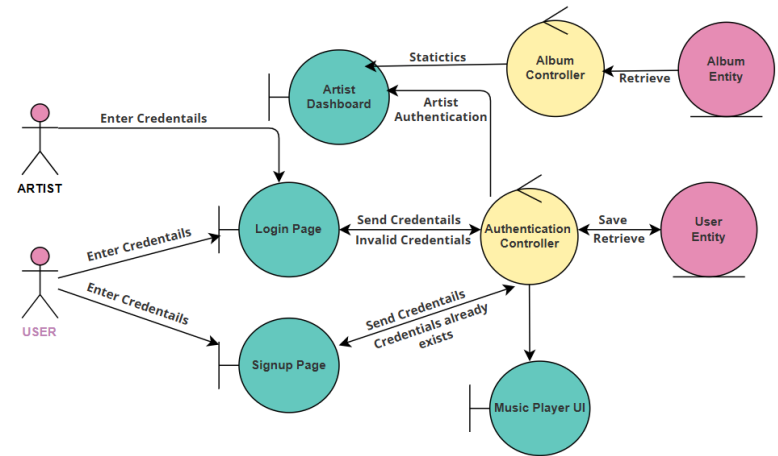 Statictics
Album
Controller
Album
Entity
Retrieve
Artist
Dashboard
Artist
Authentication
Enter Credentails
ARTIST
Login Page
Send Credentails
Invalid Credentials
Authentication
Controller
Save
Retrieve
User
Entity
Enter Credentails
USER
Enter Credentails
Signup Page
Send Credentails
Credentials already
exists
Music Player UI